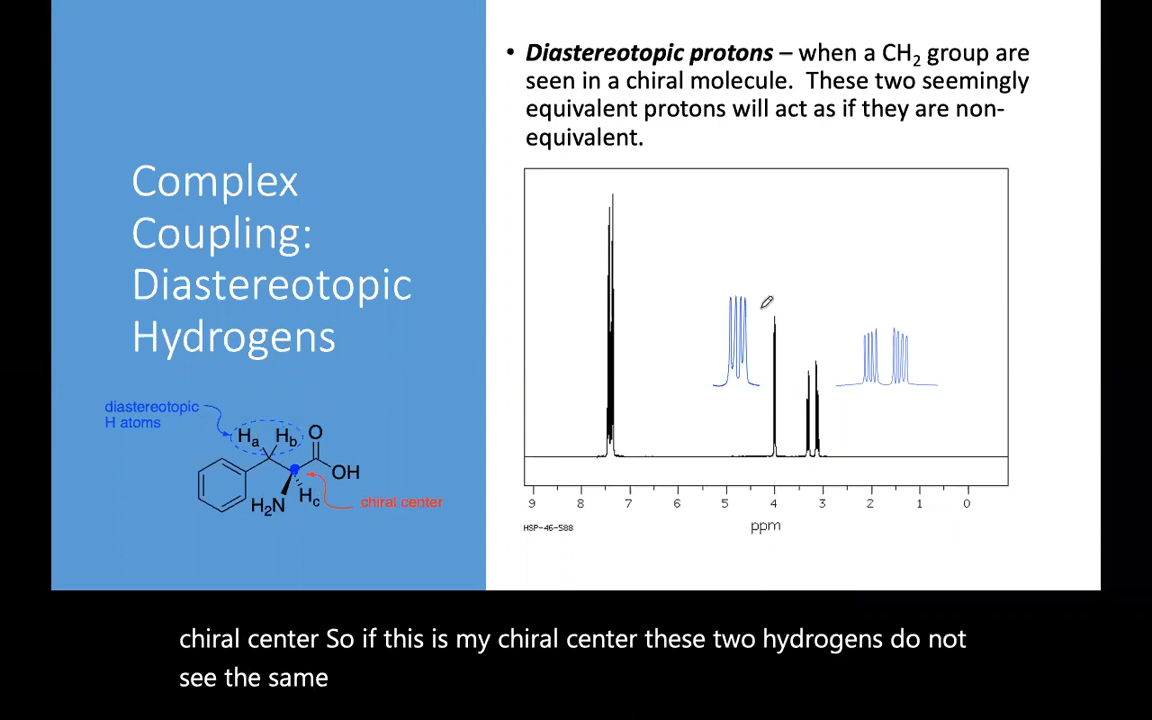 Complex
Coupling:
Diastereotopic
Hydrogens
diastereotopic
H atoms
Ha Hb O
OH
H2N Hc chiral center
• Diastereotopic protons – when a CH2 group are
seen in a chiral molecule. These two seemingly
equivalent protons will act as if they are non-
equivalent.
9 8 7 6 5 4 3 2 1 0
HSP-46-588 ppm
chiral center So if this is my chiral center these two hydrogens do not
see the same